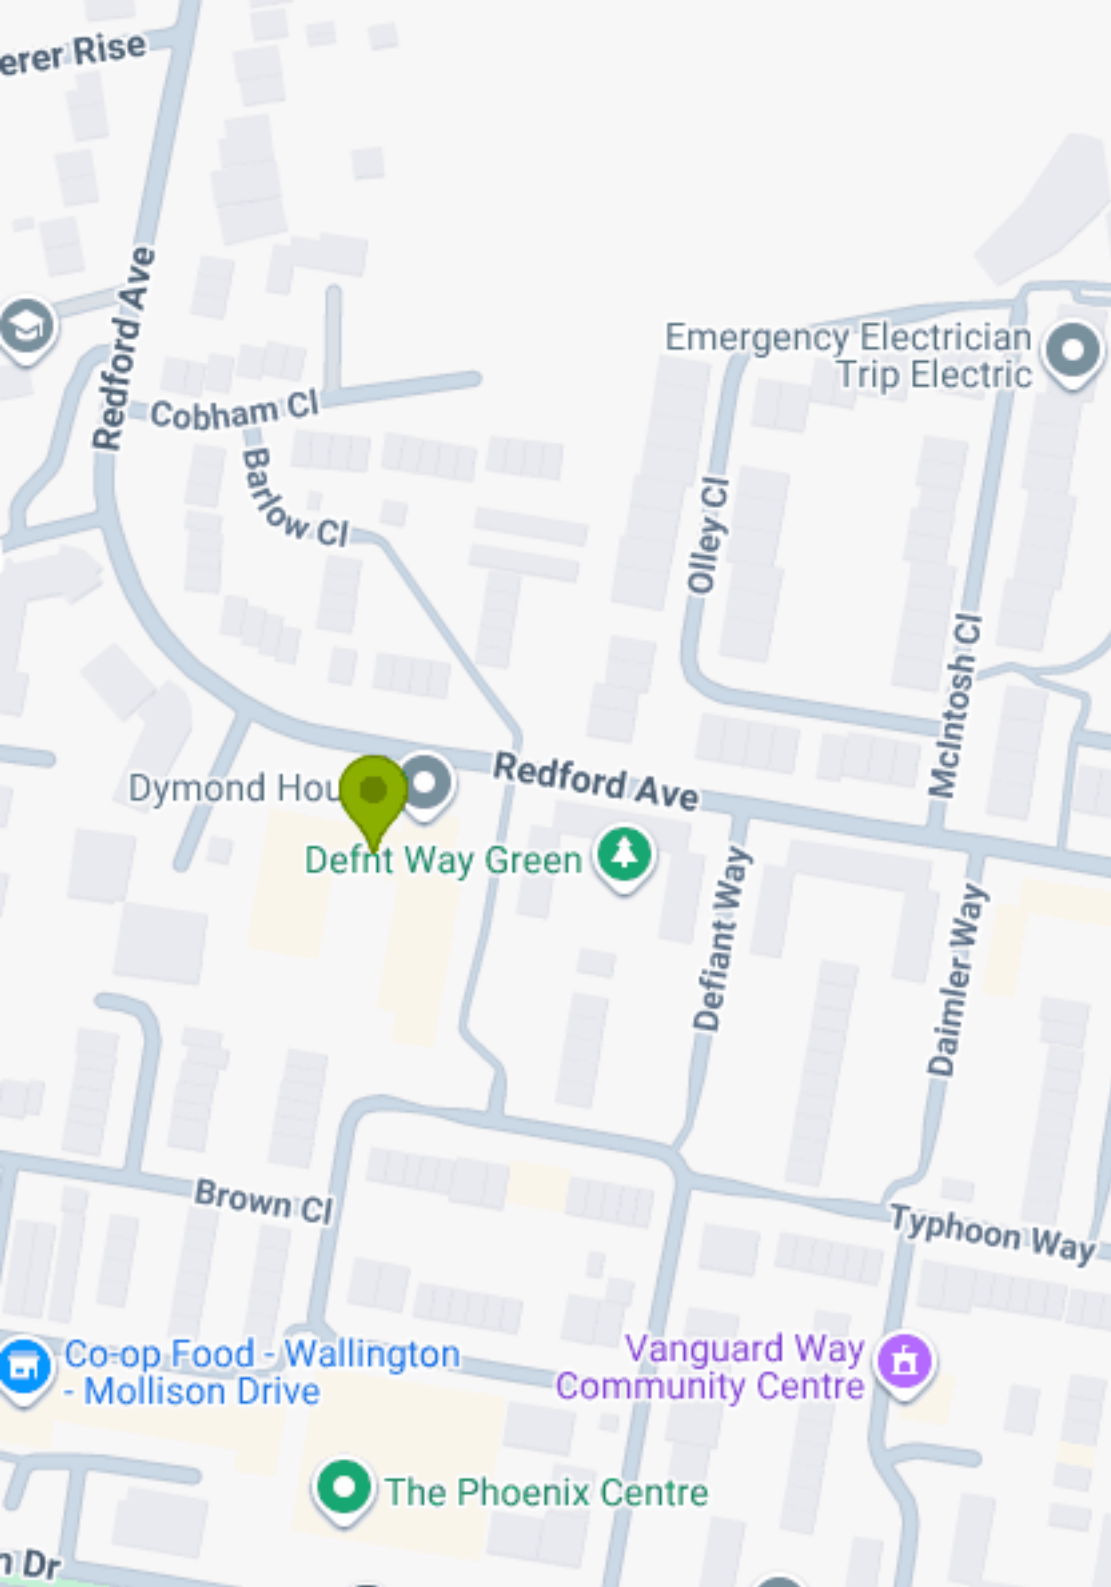 erer Rise
Redford Ave
Cobham Cl
Barlow Cl
Emergency Electrician
Trip Electric
Olley Cl
McIntosh Cl
Redford Ave
Dymond Hou
Defnt Way Green
Defiant Way
Daimler Way
Brown Cl
Typhoon Way
Co-op Food - Wallington
- Mollison Drive
Vanguard Way
Community Centre
The Phoenix Centre
n Dr